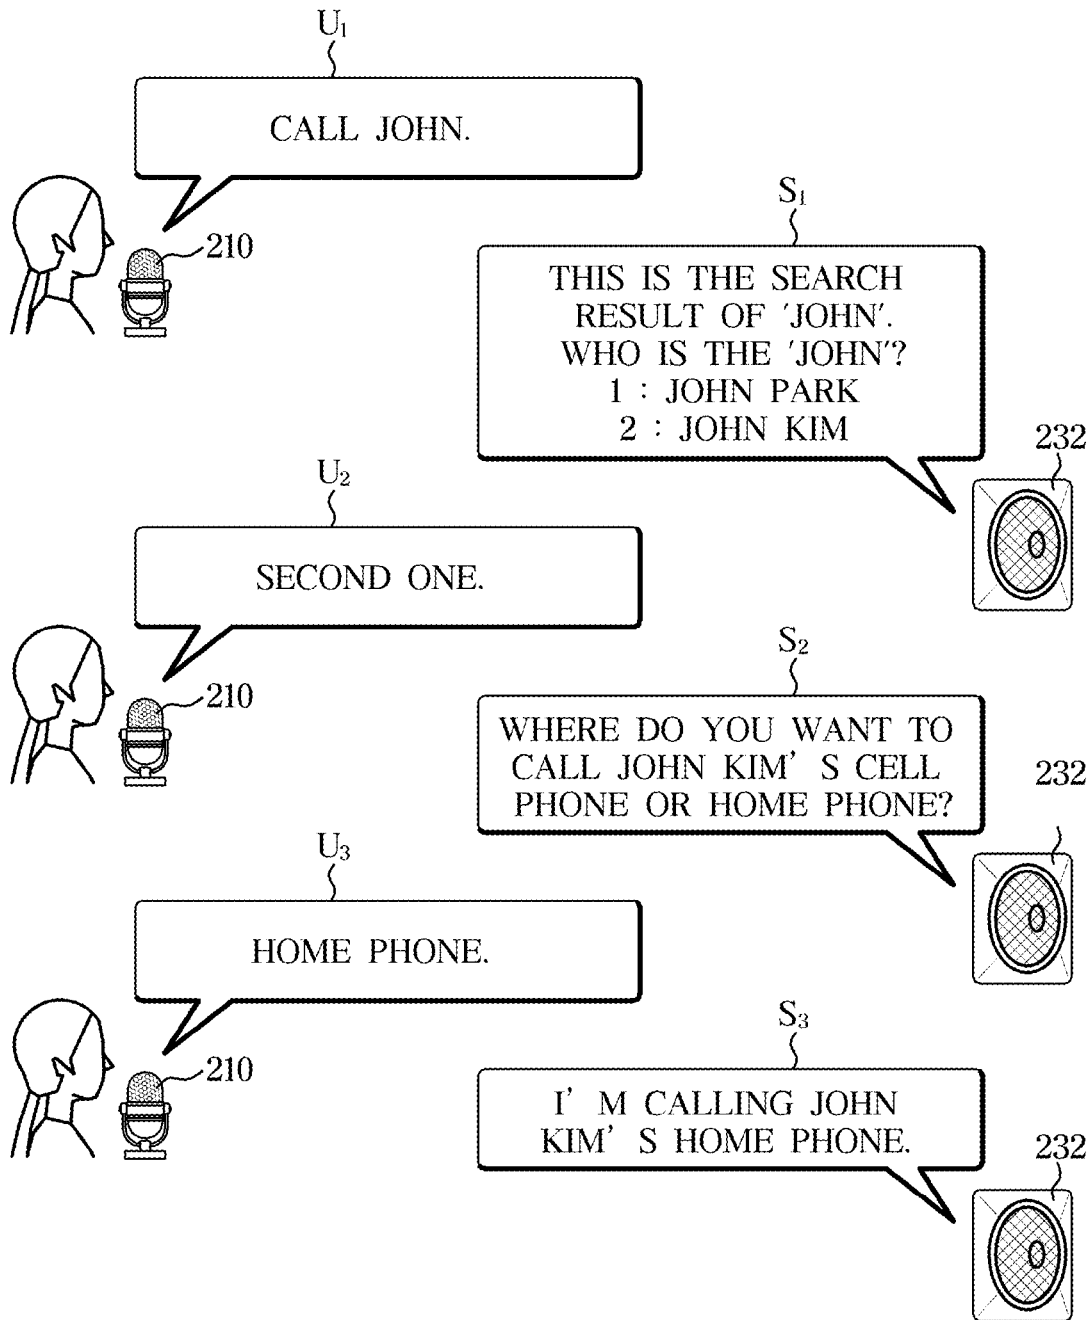 U₁
CALL JOHN.
210
S₁
THIS IS THE SEARCH
RESULT OF 'JOHN'.
WHO IS THE 'JOHN'?
1 : JOHN PARK
2 : JOHN KIM
232
U₂
SECOND ONE.
210
S₂
WHERE DO YOU WANT TO
CALL JOHN KIM' S CELL
PHONE OR HOME PHONE?
232
U₃
HOME PHONE.
210
S₃
I' M CALLING JOHN
KIM' S HOME PHONE.
232